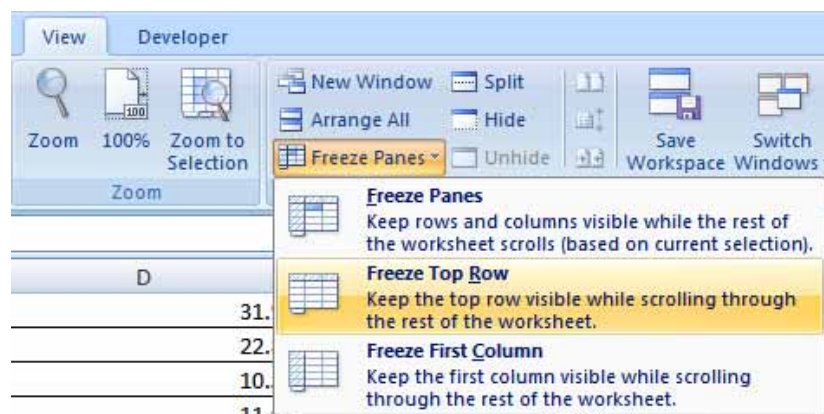 View Developer
New Window Split
Arrange All Hide
Freeze Panes Unhide
Zoom 100% Zoom to Selection
100
Save Workspace Switch Windows
Zoom
Freeze Panes
Keep rows and columns visible while the rest of
the worksheet scrolls (based on current selection).
Freeze Top Row
Keep the top row visible while scrolling through
the rest of the worksheet.
Freeze First Column
Keep the first column visible while scrolling
through the rest of the worksheet.
D
31.
22.
10.